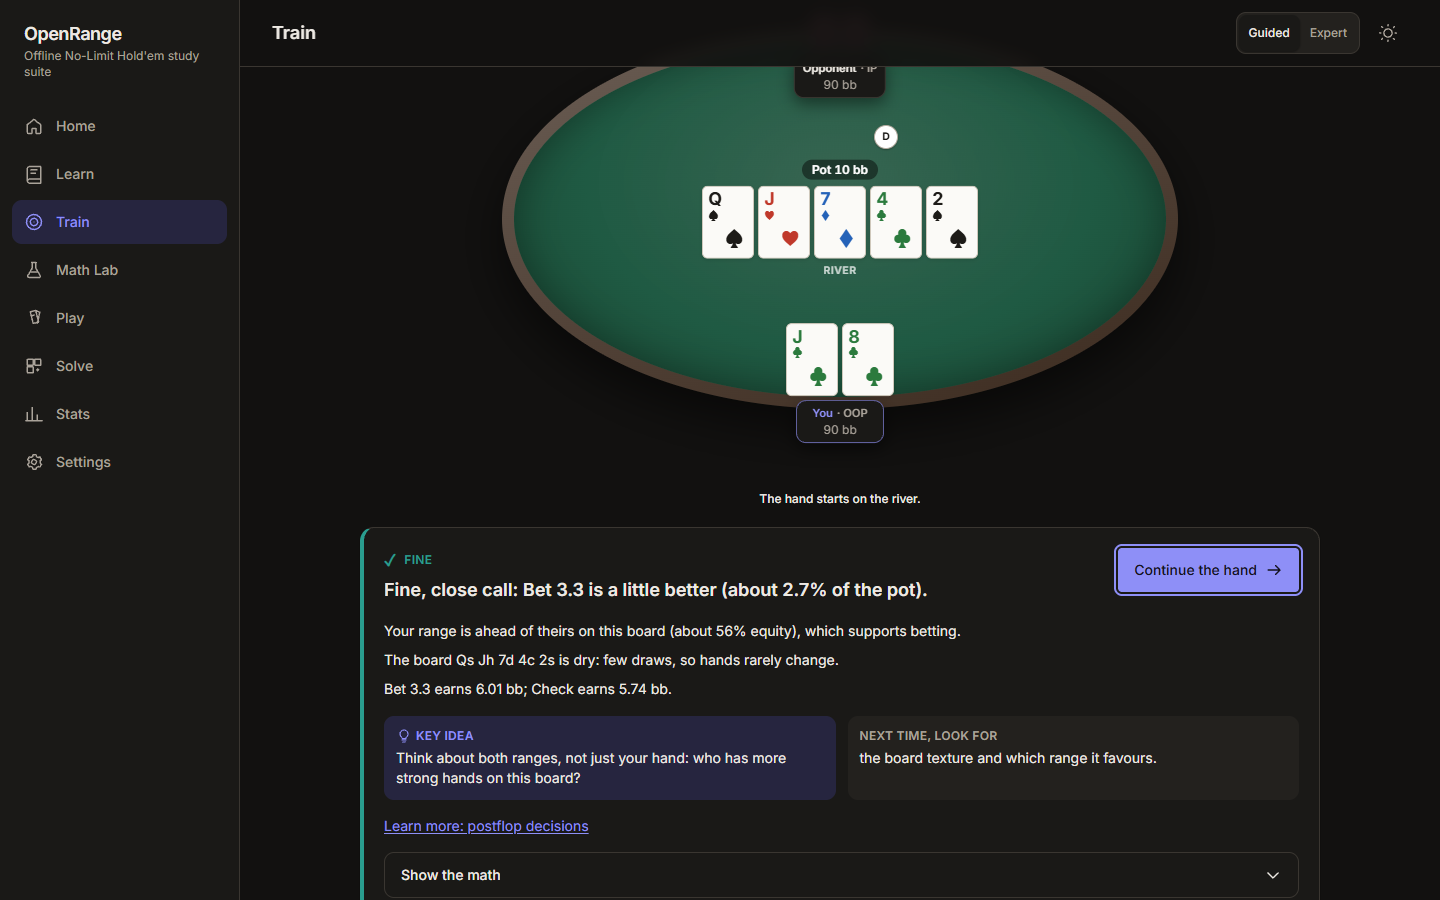 OpenRange
Offline No-Limit Hold'em study
suite
Home
Learn
Train
Math Lab
Play
Solve
Stats
Settings
Train
Guided
Expert
Opponent · IP
90 bb
D
Pot 10 bb
Q
J
7
4
2
RIVER
J
8
You · OOP
90 bb
The hand starts on the river.
FINE
Fine, close call: Bet 3.3 is a little better (about 2.7% of the pot).
Continue the hand
Your range is ahead of theirs on this board (about 56% equity), which supports betting.
The board Qs Jh 7d 4c 2s is dry: few draws, so hands rarely change.
Bet 3.3 earns 6.01 bb; Check earns 5.74 bb.
KEY IDEA
Think about both ranges, not just your hand: who has more
strong hands on this board?
NEXT TIME, LOOK FOR
the board texture and which range it favours.
Learn more: postflop decisions
Show the math